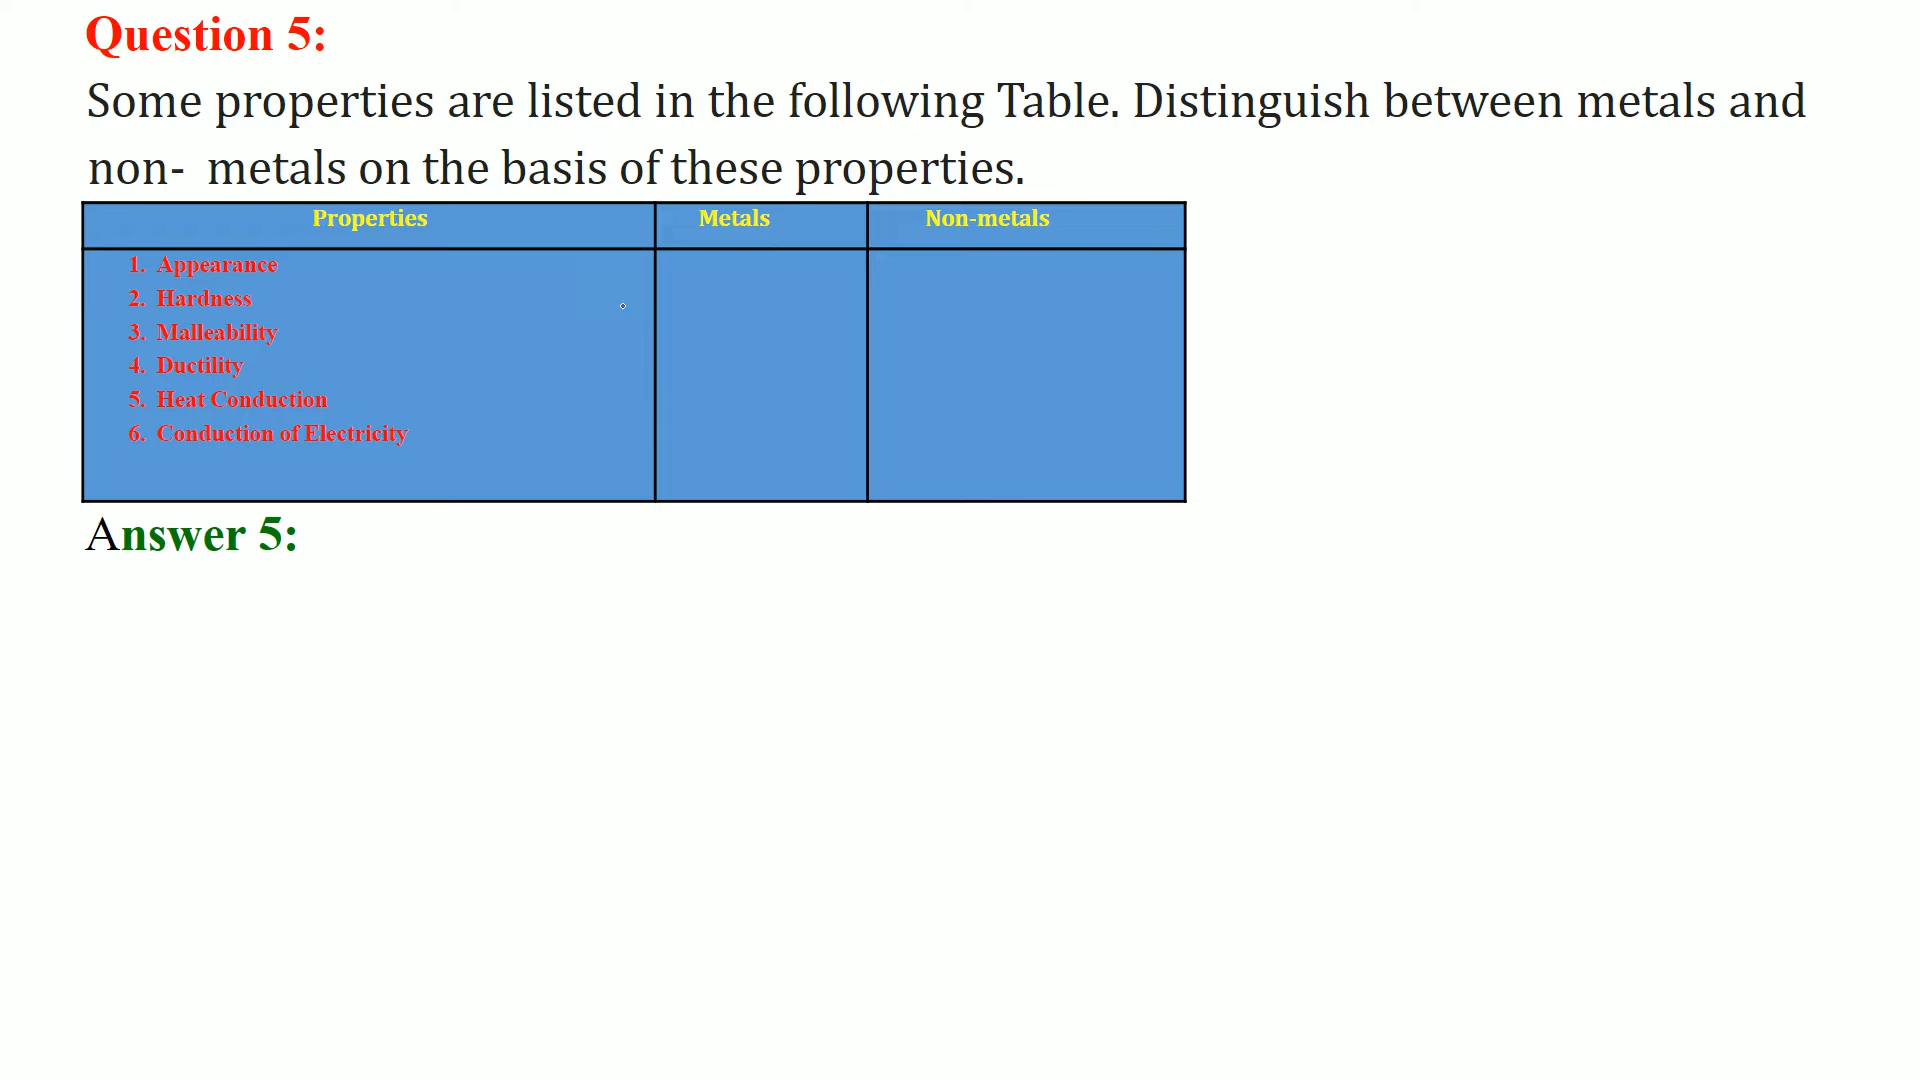 Question 5:
Some properties are listed in the following Table. Distinguish between metals and
non-  metals on the basis of these properties.
Properties Metals Non-metals
1. Appearance
2. Hardness
3. Malleability
4. Ductility
5. Heat Conduction
6. Conduction of Electricity
Answer 5: